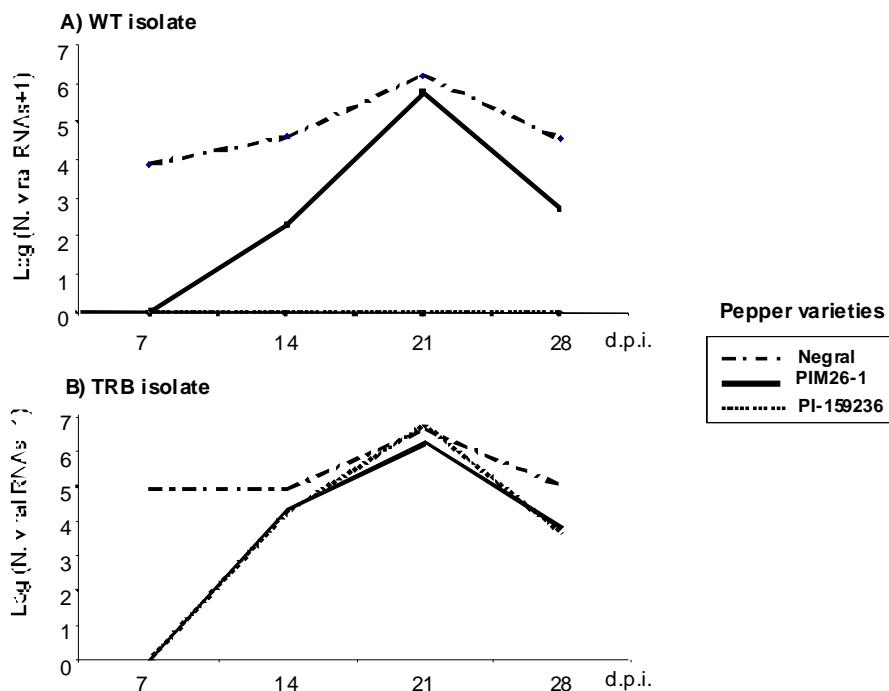 A) WT isolate
7
6
5
4
3
2
1
0
7 14 21 28 d.p.i.
Pepper varieties
Negral
PIM26-1
PI-159236
B) TRB isolate
7
6
5
4
3
2
1
0
7 14 21 28 d.p.i.